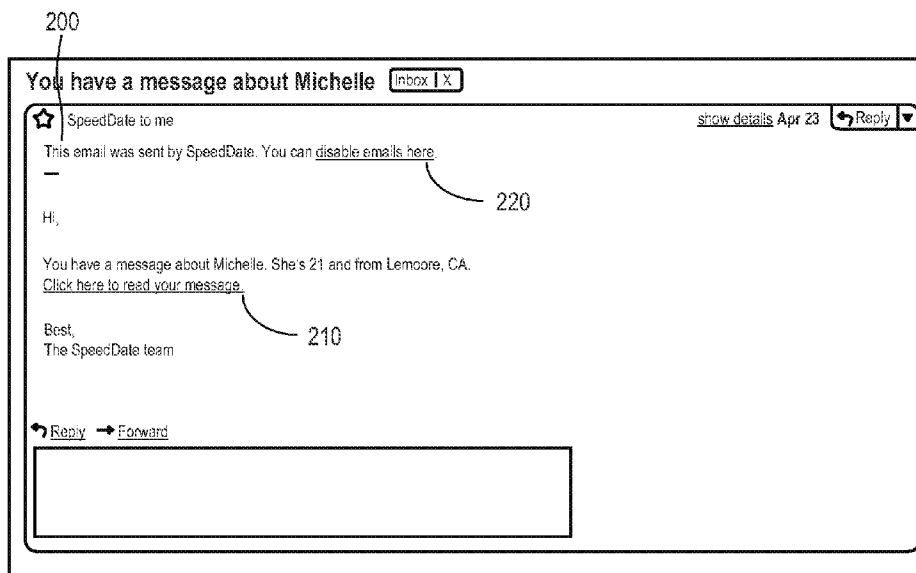 200
You have a message about Michelle Inbox | X
SpeedDate to me show details Apr 23 Reply
This email was sent by SpeedDate. You can disable emails here.
220
Hi,
You have a message about Michelle. She's 21 and from Lemoore, CA.
Click here to read your message.
210
Best,
The SpeedDate team
Reply Forward